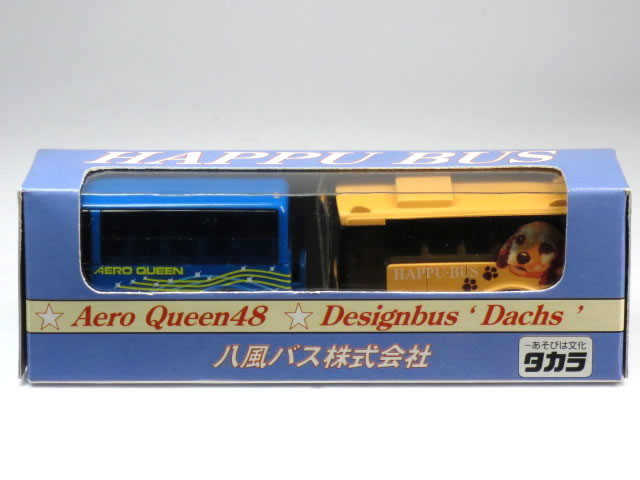 HAPPU BUS
AERO QUEEN
HAPPU-BUS
☆ Aero Queen48 ☆ Designbus ‘ Dachs ’
八風バス株式会社
−あそびは文化
タカラ